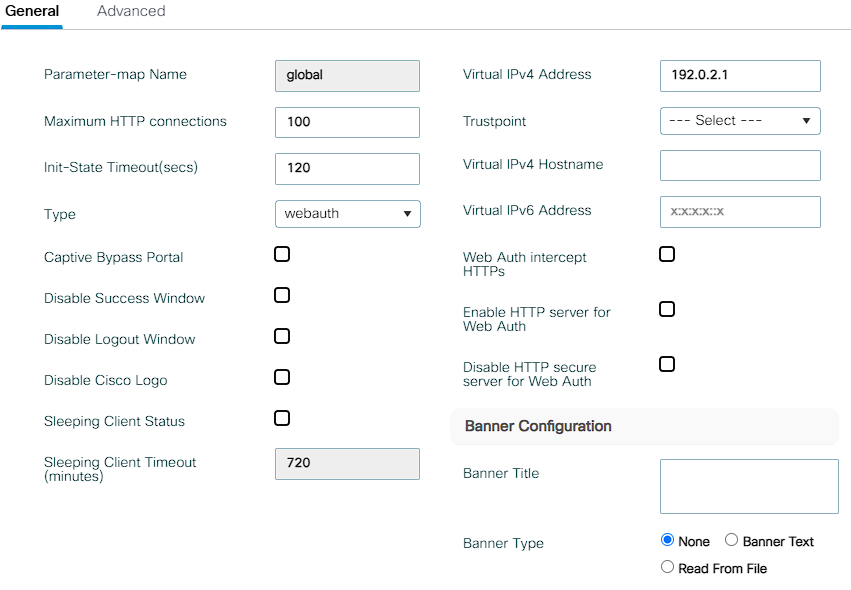 General
Advanced
Parameter-map Name
global
Maximum HTTP connections
100
Init-State Timeout(secs)
120
Type
webauth
Captive Bypass Portal
Disable Success Window
Disable Logout Window
Disable Cisco Logo
Sleeping Client Status
Sleeping Client Timeout
(minutes)
720
Virtual IPv4 Address
192.0.2.1
Trustpoint
--- Select ---
Virtual IPv4 Hostname
Virtual IPv6 Address
x:x:x:x::x
Web Auth intercept
HTTPs
Enable HTTP server for
Web Auth
Disable HTTP secure
server for Web Auth
Banner Configuration
Banner Title
Banner Type
None
Banner Text
Read From File